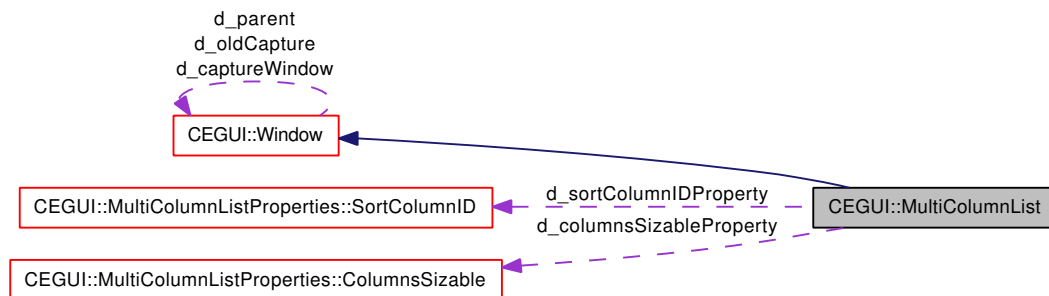 d_parent
d_oldCapture
d_captureWindow
CEGUI::Window
d_sortColumnIDProperty
CEGUI::MultiColumnListProperties::SortColumnID
CEGUI::MultiColumnList
d_columnsSizableProperty
CEGUI::MultiColumnListProperties::ColumnsSizable